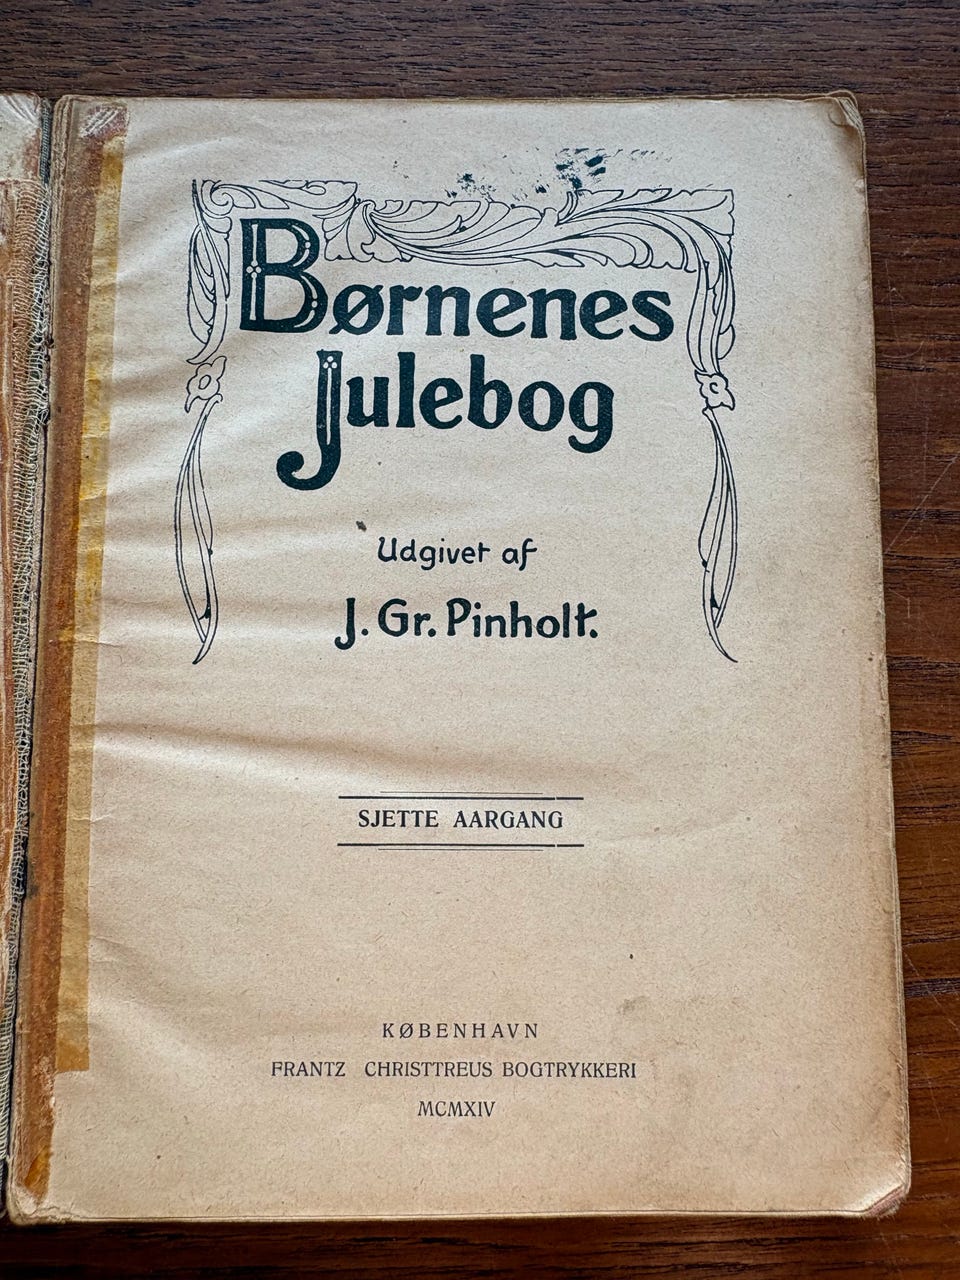 Børnenes
Julebog
Udgivet af
J. Gr. Pinholt.
SJETTE AARGANG
KØBENHAVN
FRANTZ CHRISTTREUS BOGTRYKKERI
MCMXIV